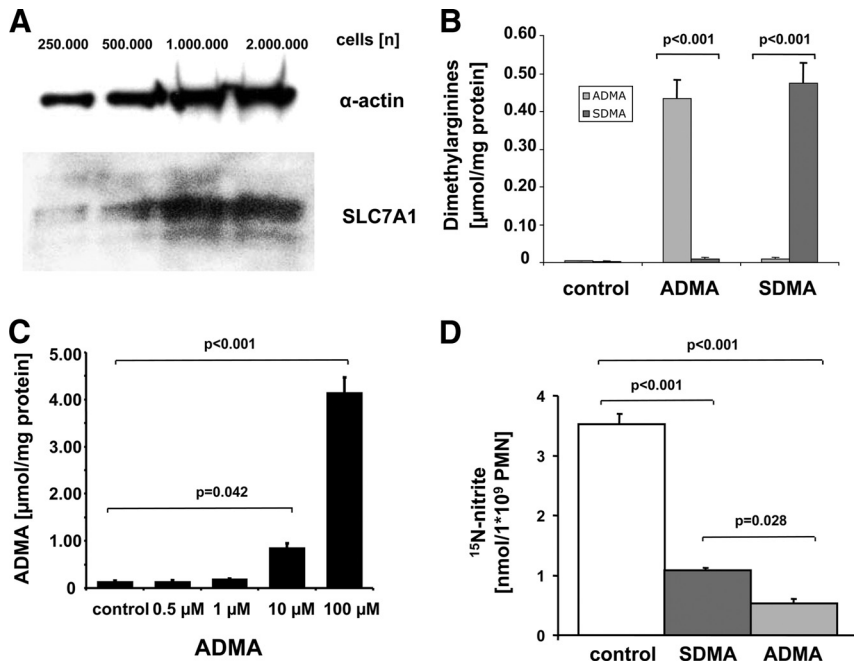 A
250.000 500.000 1.000.000 2.000.000 cells [n]
α-actin
SLC7A1
B
p<0.001 p<0.001
Dimethylarginines
[µmol/mg protein]
0.60
0.50
0.40
0.30
0.20
0.10
0
ADMA
SDMA
control ADMA SDMA
C
p<0.001
p=0.042
ADMA [µmol/mg protein]
5.00
4.00
3.00
2.00
1.00
0
control 0.5 µM 1 µM 10 µM 100 µM
ADMA
D
p<0.001
p<0.001
p=0.028
¹⁵N-nitrite
[nmol/1*10⁹ PMN]
4
3
2
1
0
control SDMA ADMA